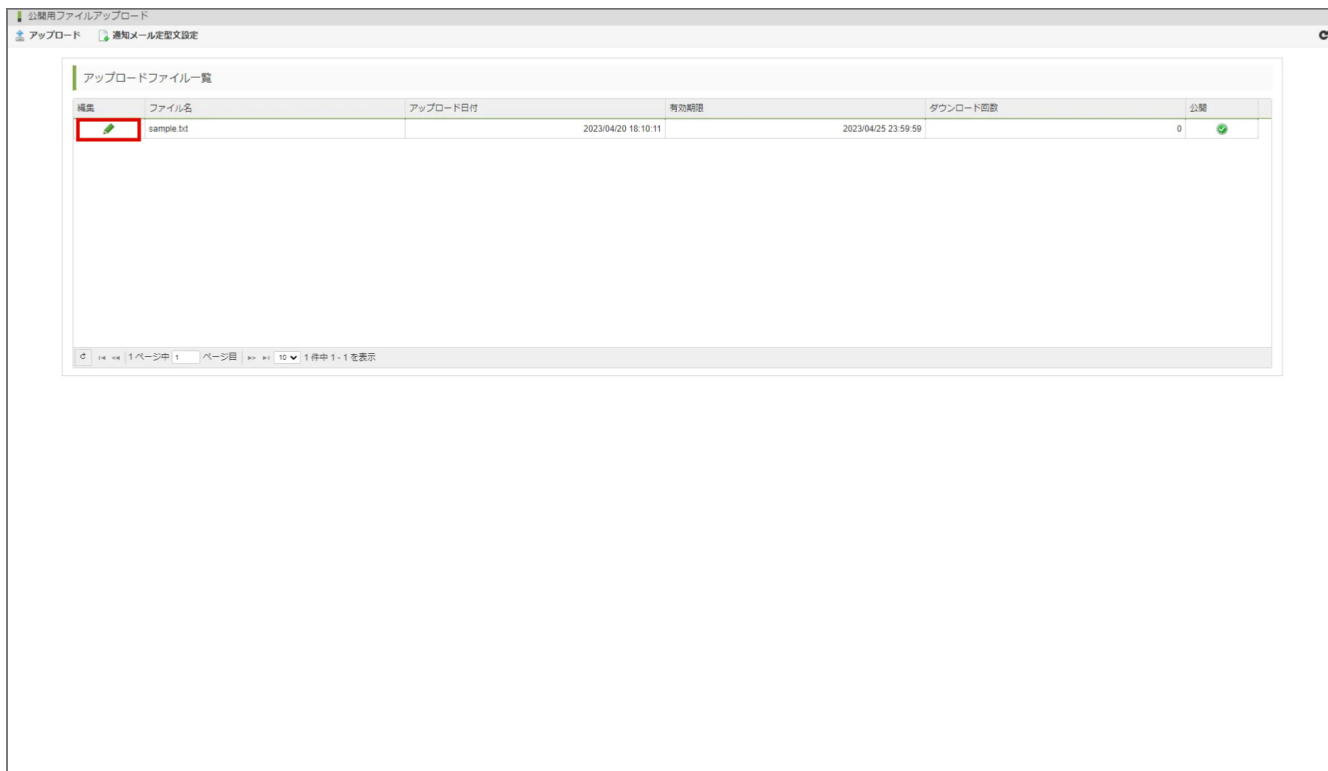 公開用ファイルアップロード
アップロード 通知メール定型文設定
アップロードファイル一覧
編集 ファイル名 アップロード日付 有効期限 ダウンロード回数 公開
sample.txt 2023/04/20 18:10:11 2023/04/25 23:59:59 0
1 ページ中 1 ページ目 10 1 件中 1 - 1 を表示